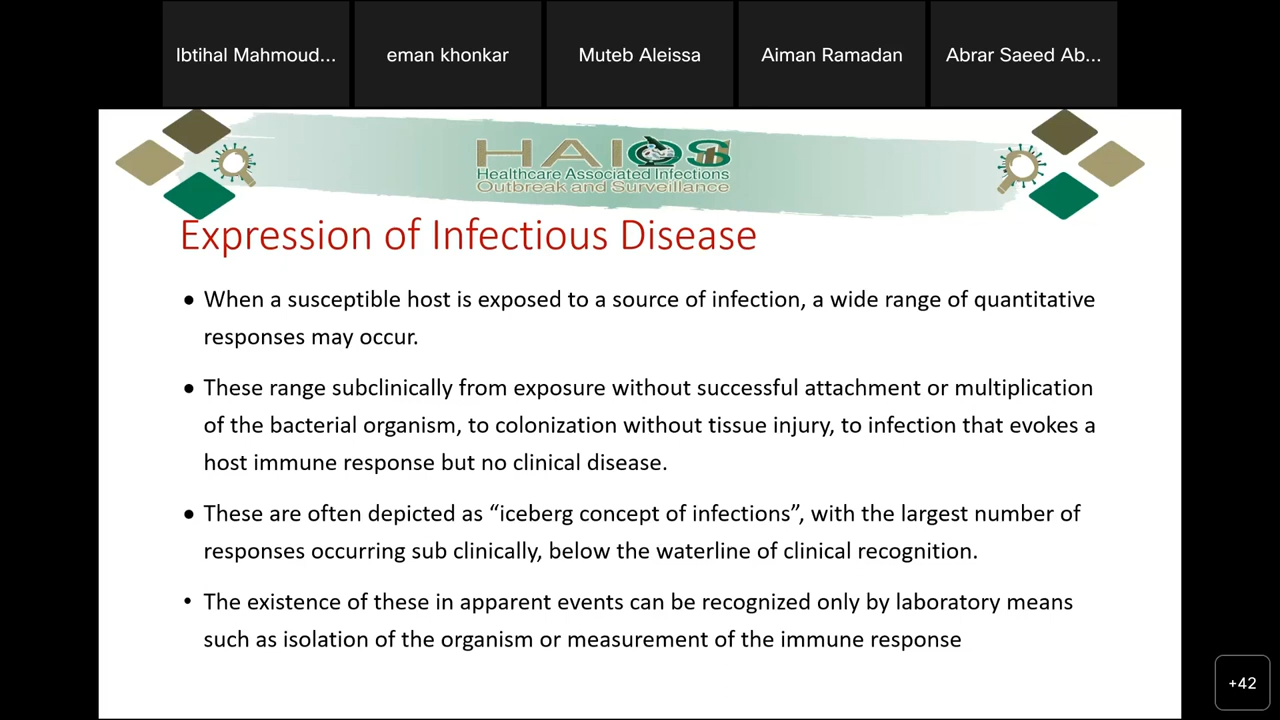 Ibtihal Mahmoud...
eman khonkar
Muteb Aleissa
Aiman Ramadan
Abrar Saeed Ab...
HAIOS
Healthcare Associated Infections
Outbreak and Surveillance
Expression of Infectious Disease
• When a susceptible host is exposed to a source of infection, a wide range of quantitative
responses may occur.
• These range subclinically from exposure without successful attachment or multiplication
of the bacterial organism, to colonization without tissue injury, to infection that evokes a
host immune response but no clinical disease.
• These are often depicted as “iceberg concept of infections”, with the largest number of
responses occurring sub clinically, below the waterline of clinical recognition.
• The existence of these in apparent events can be recognized only by laboratory means
such as isolation of the organism or measurement of the immune response
+42